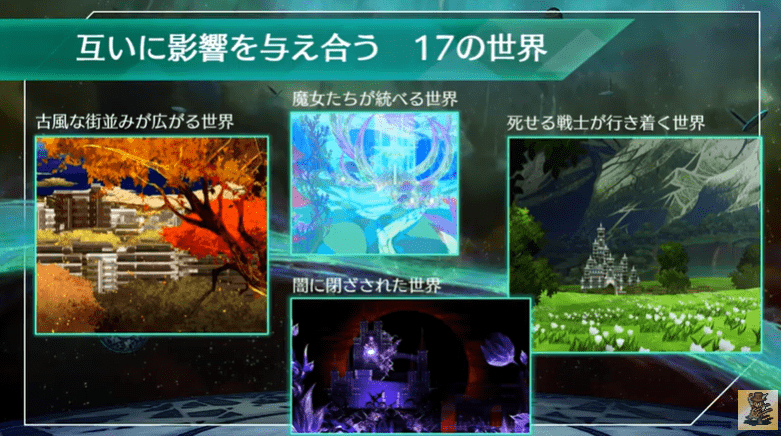 互いに影響を与え合う 17の世界
古風な街並みが広がる世界
魔女たちが統べる世界
死せる戦士が行き着く世界
闇に閉ざされた世界